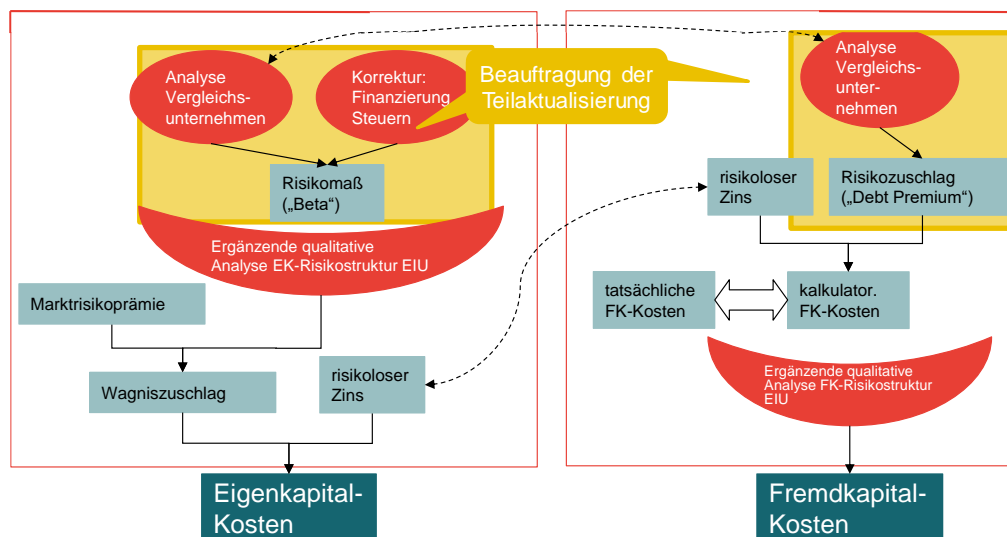 Analyse
Vergleichs-
unternehmen
Korrektur:
Finanzierung
Steuern
Beauftragung der
Teilaktualisierung
Risikomaß
(„Beta“)
Ergänzende qualitative
Analyse EK-Risikostruktur EIU
Marktrisikoprämie
Wagniszuschlag
risikoloser
Zins
Eigenkapital-
Kosten
Analyse
Vergleichs-
unter-
nehmen
risikoloser
Zins
Risikozuschlag
(„Debt Premium“)
tatsächliche
FK-Kosten
kalkulator.
FK-Kosten
Ergänzende qualitative
Analyse FK-Risikostruktur
EIU
Fremdkapital-
Kosten